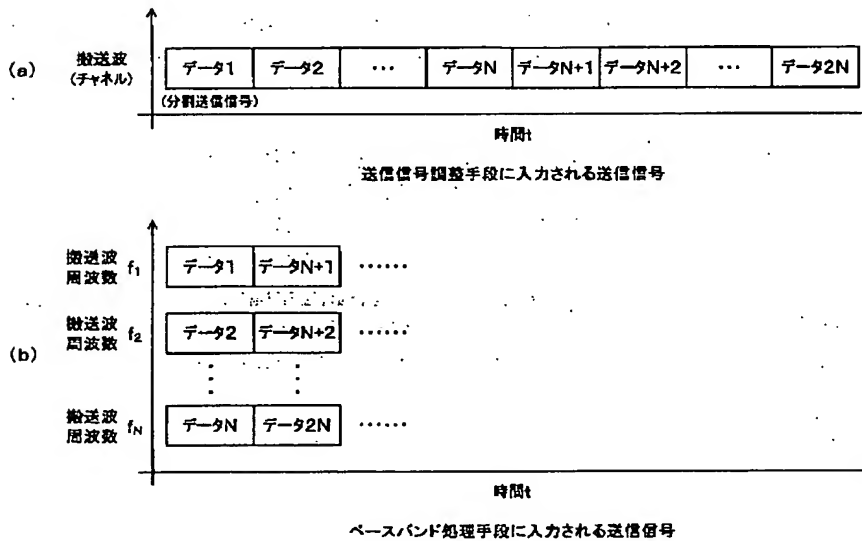 (a)
搬送波
(チャネル)
データ1 データ2 … データN データN+1 データN+2 … データ2N
(分割送信信号)
時間t
送信信号調整手段に入力される送信信号
(b)
搬送波
周波数 f1
データ1 データN+1 ……
搬送波
周波数 f2
データ2 データN+2 ……
搬送波
周波数 fN
データN データ2N ……
時間t
ベースバンド処理手段に入力される送信信号